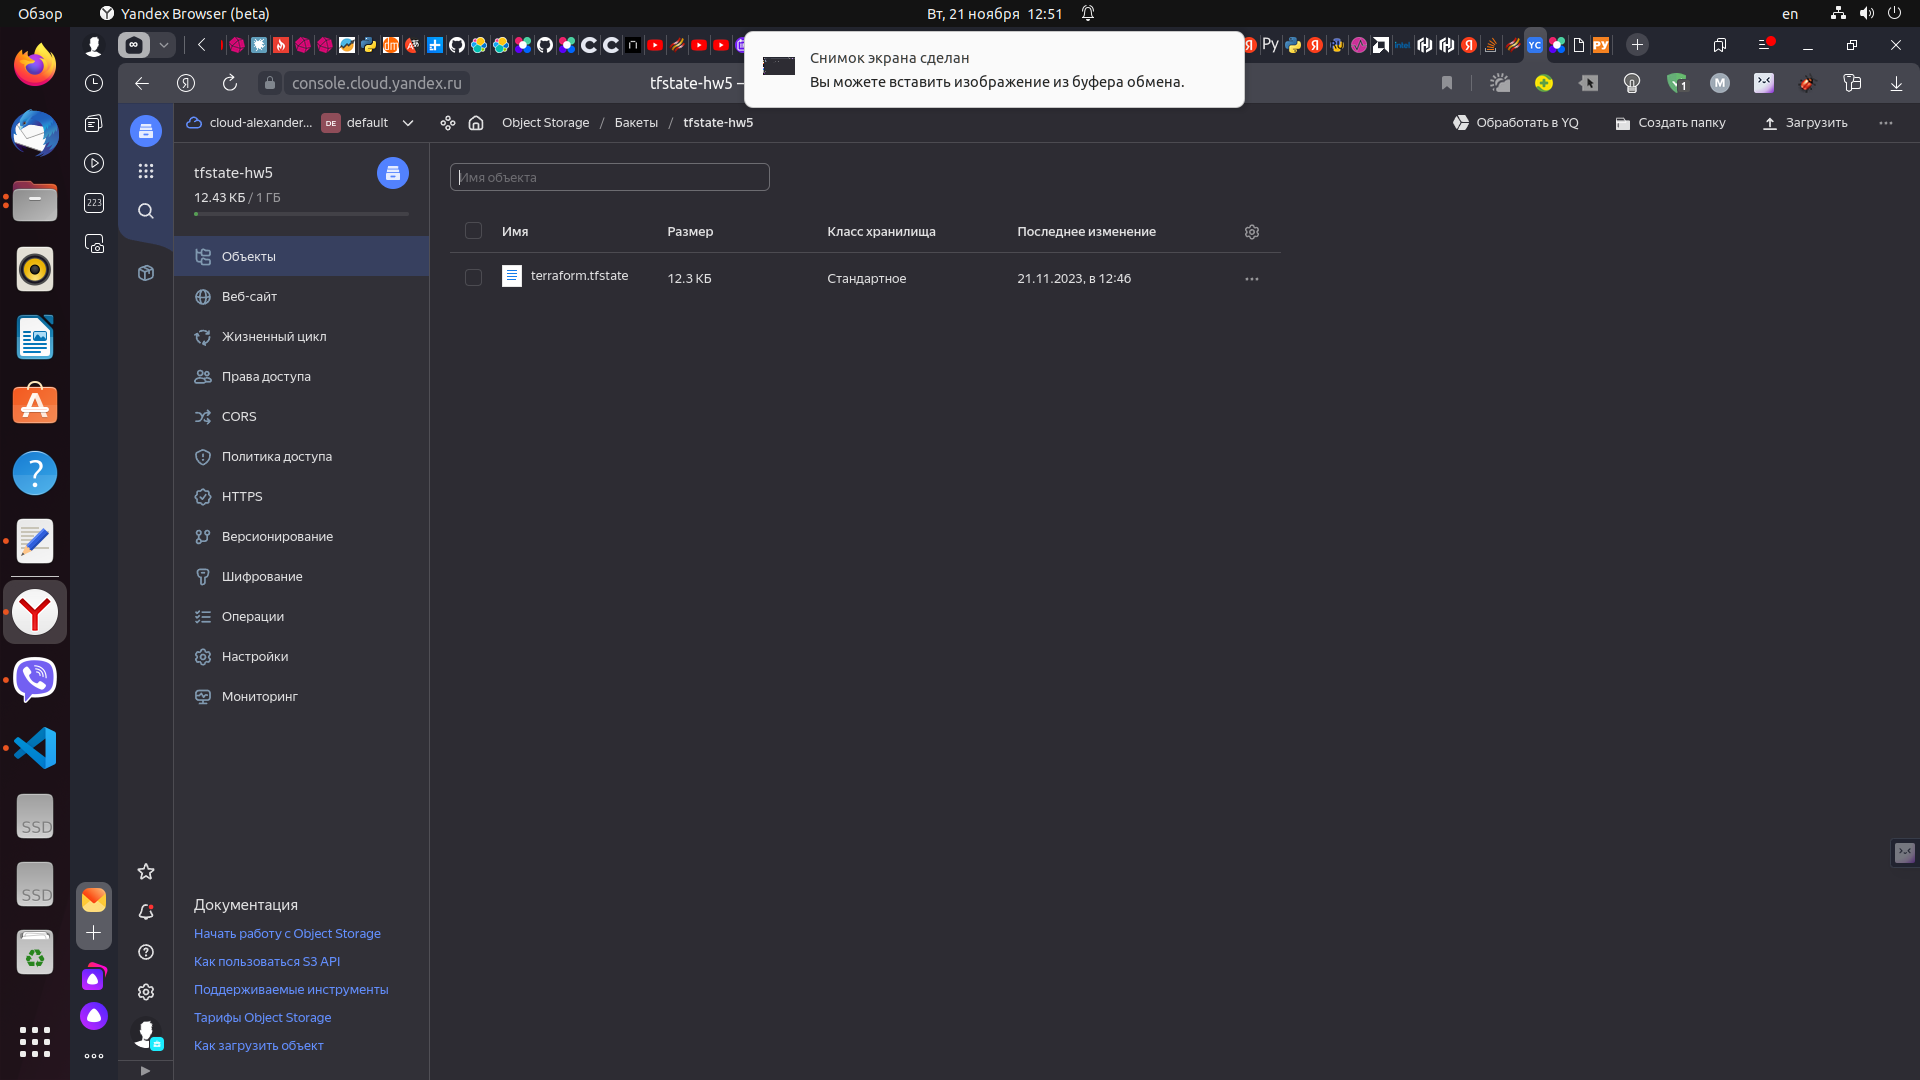 Обзор
Yandex Browser (beta)
Вт, 21 ноября 12:51
en
Снимок экрана сделан
Вы можете вставить изображение из буфера обмена.
console.cloud.yandex.ru
tfstate-hw5 –
1
M
223
cloud-alexander...
DE
default
Object Storage / Бакеты / tfstate-hw5
Обработать в YQ
Создать папку
Загрузить
tfstate-hw5
12.43 КБ / 1 ГБ
Имя объекта
Имя
Размер
Класс хранилища
Последнее изменение
terraform.tfstate
12.3 КБ
Стандартное
21.11.2023, в 12:46
Объекты
Веб-сайт
Жизненный цикл
Права доступа
CORS
Политика доступа
HTTPS
Версионирование
Шифрование
Операции
Настройки
Мониторинг
SSD
SSD
Документация
Начать работу с Object Storage
Как пользоваться S3 API
Поддерживаемые инструменты
Тарифы Object Storage
Как загрузить объект